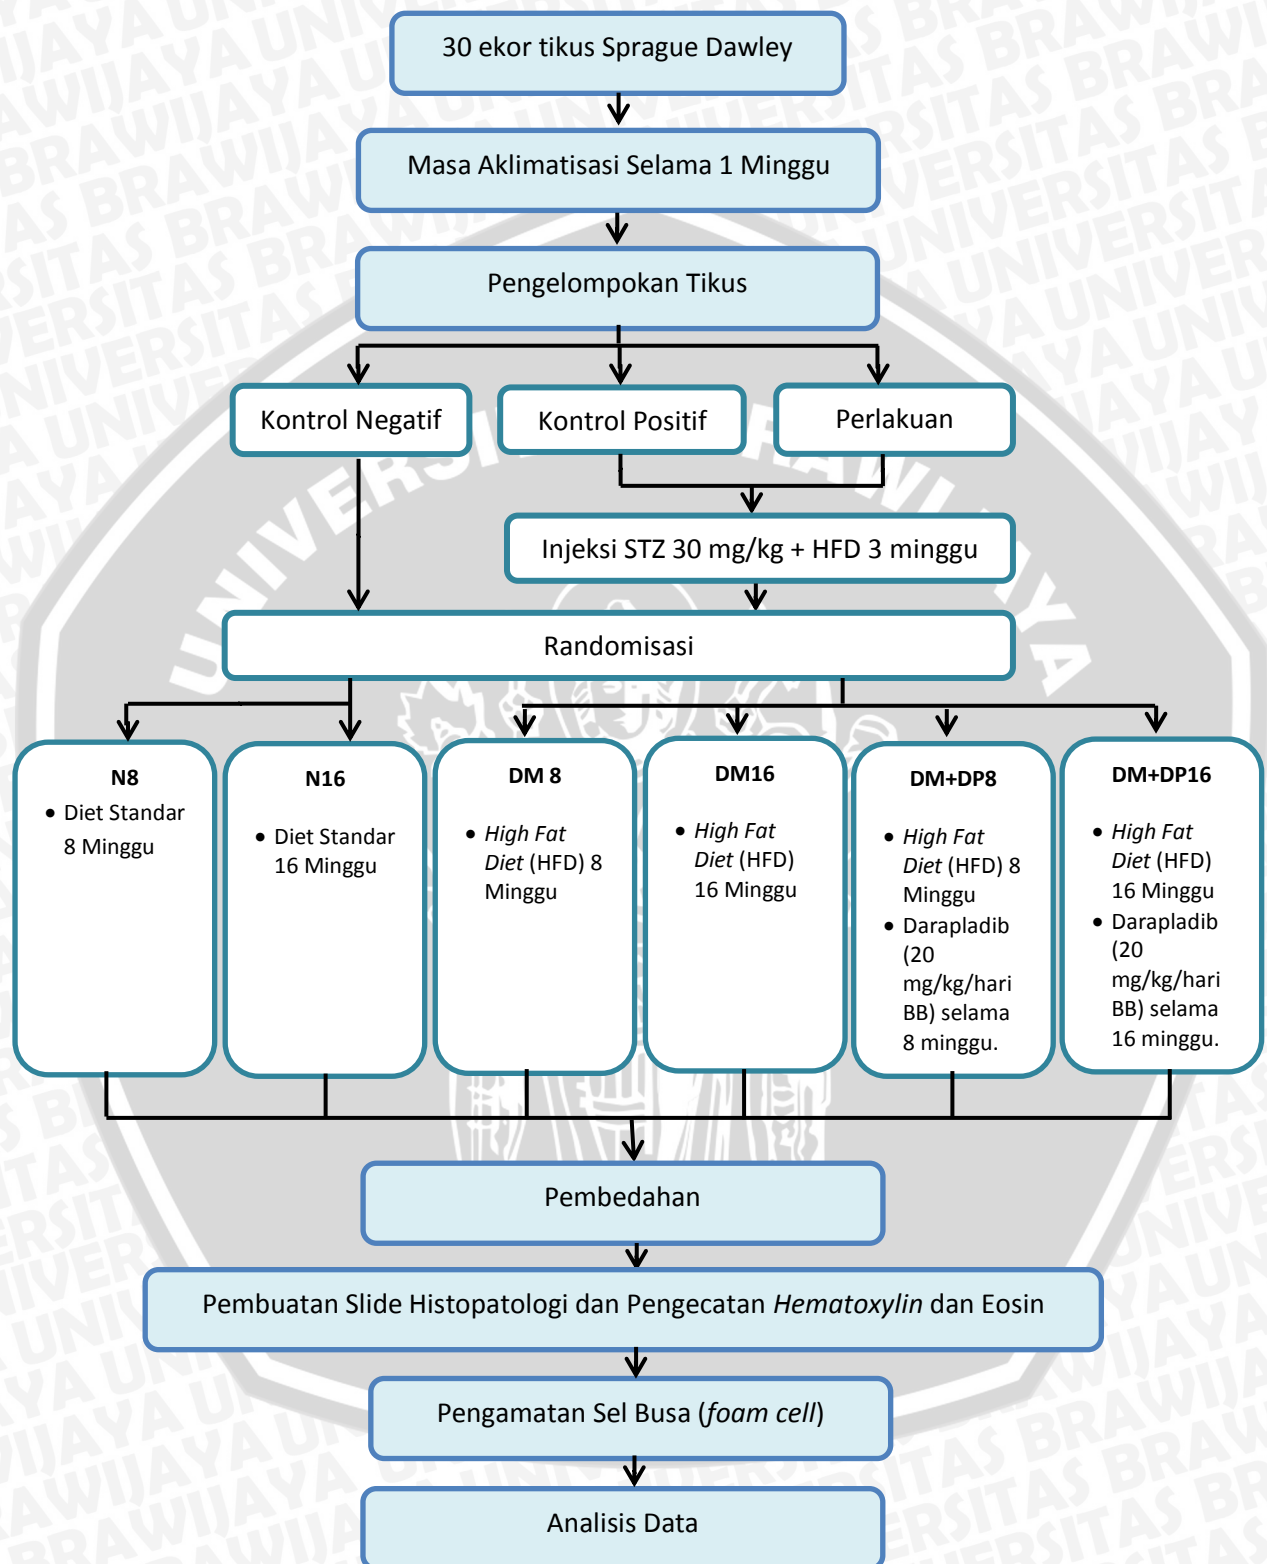 30 ekor tikus Sprague Dawley
Masa Aklimatisasi Selama 1 Minggu
Pengelompokan Tikus
Kontrol Negatif
Kontrol Positif
Perlakuan
Injeksi STZ 30 mg/kg + HFD 3 minggu
Randomisasi
N8
• Diet Standar
8 Minggu
N16
• Diet Standar
16 Minggu
DM 8
• High Fat
Diet (HFD) 8
Minggu
DM16
• High Fat
Diet (HFD)
16 Minggu
DM+DP8
• High Fat
Diet (HFD) 8
Minggu
• Darapladib
(20
mg/kg/hari
BB) selama
8 minggu.
DM+DP16
• High Fat
Diet (HFD)
16 Minggu
• Darapladib
(20
mg/kg/hari
BB) selama
16 minggu.
Pembedahan
Pembuatan Slide Histopatologi dan Pengecatan Hematoxylin dan Eosin
Pengamatan Sel Busa (foam cell)
Analisis Data
UNIVERSITAS BRAWIJAYA